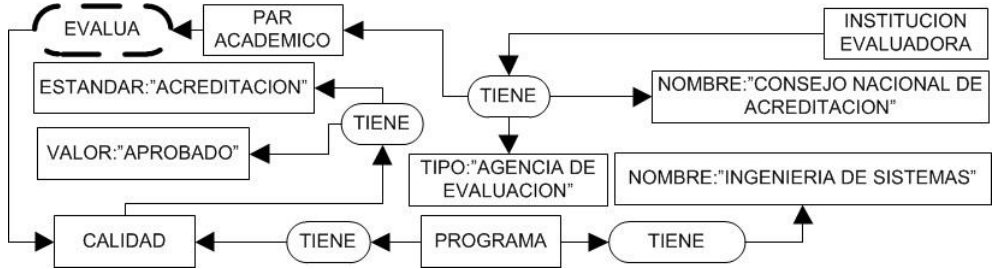 EVALUA
PAR
ACADEMICO
INSTITUCION
EVALUADORA
ESTANDAR:”ACREDITACION”
TIENE
TIENE
NOMBRE:”CONSEJO NACIONAL DE
ACREDITACION”
VALOR:”APROBADO”
TIPO:”AGENCIA DE
EVALUACION”
NOMBRE:”INGENIERIA DE SISTEMAS”
CALIDAD
TIENE
PROGRAMA
TIENE